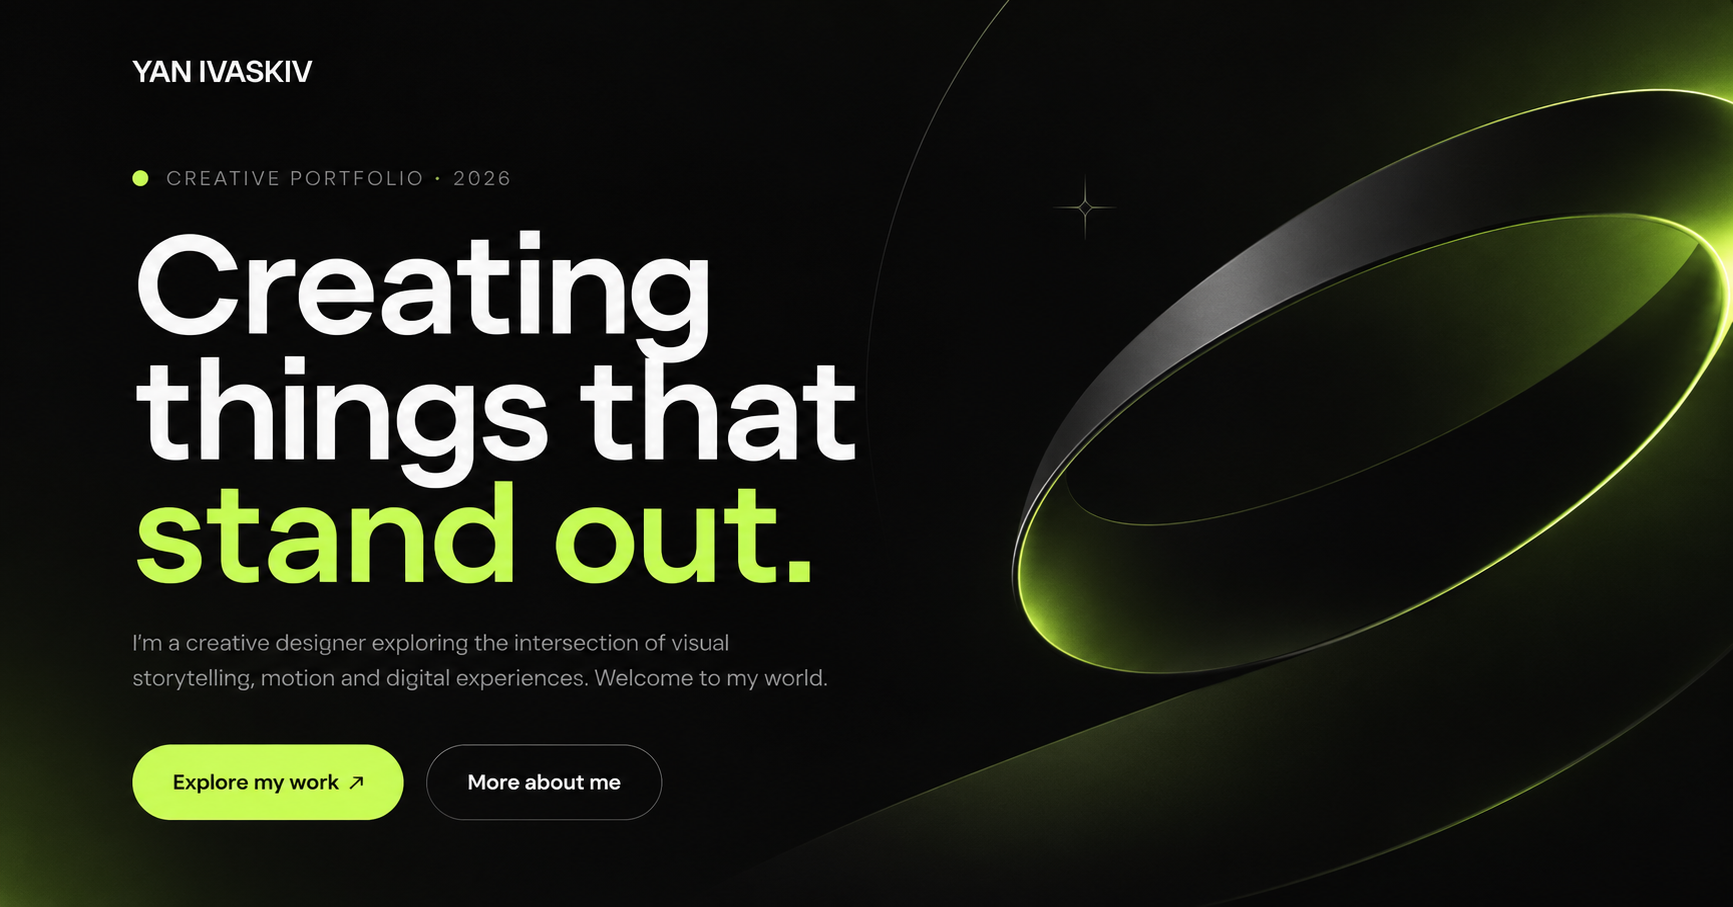 YAN IVASKIV
CREATIVE PORTFOLIO • 2026
Creating
things that
stand out.
I'm a creative designer exploring the intersection of visual
storytelling, motion and digital experiences. Welcome to my world.
Explore my work ↗
More about me